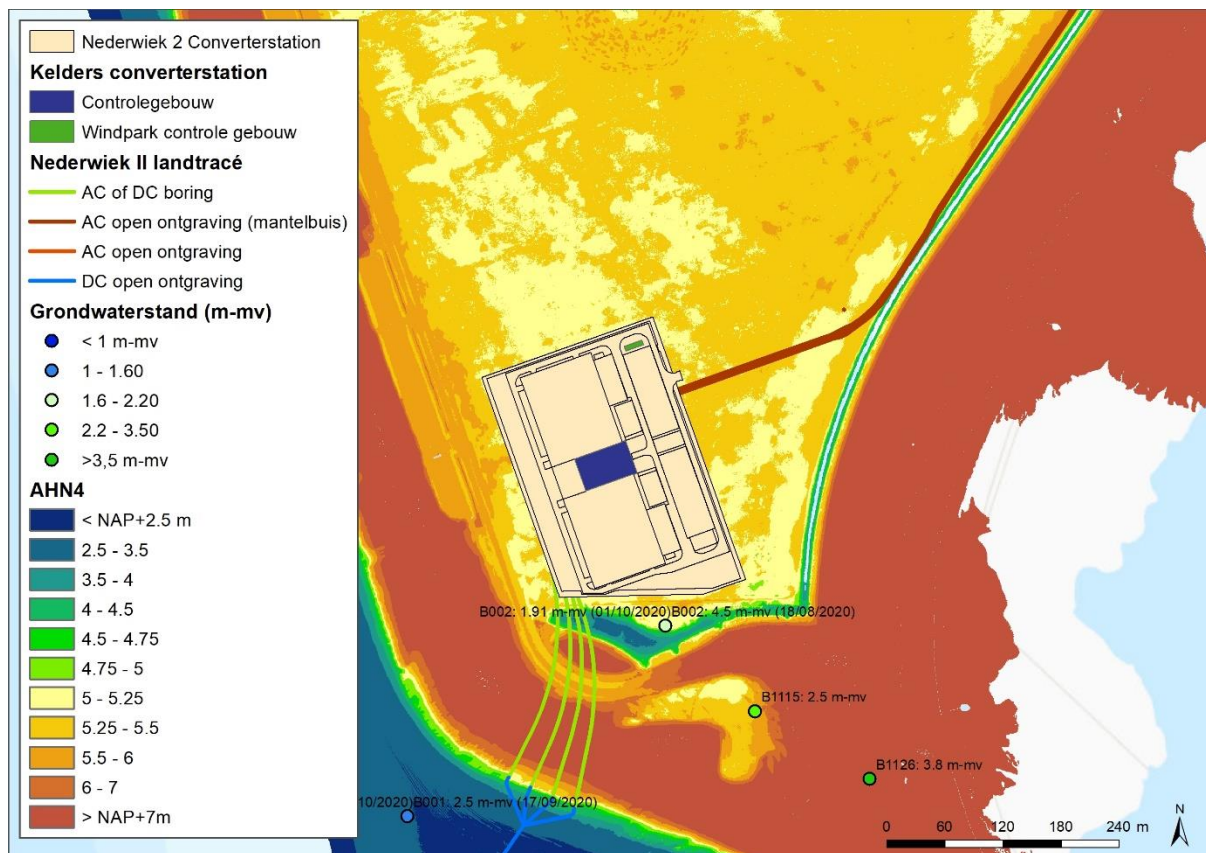 Nederwiek 2 Converterstation
Kelders converterstation
Controlegebouw
Windpark controle gebouw
Nederwiek II landtracé
AC of DC boring
AC open ontgraving (mantelbuis)
AC open ontgraving
DC open ontgraving
Grondwaterstand (m-mv)
< 1 m-mv
1 - 1.60
1.6 - 2.20
2.2 - 3.50
>3,5 m-mv
AHN4
< NAP+2.5 m
2.5 - 3.5
3.5 - 4
4 - 4.5
4.5 - 4.75
4.75 - 5
5 - 5.25
5.25 - 5.5
5.5 - 6
6 - 7
> NAP+7m
B002: 1.91 m-mv (01/10/2020)B002: 4.5 m-mv (18/08/2020)
B1115: 2.5 m-mv
B1126: 3.8 m-mv
10/2020)B001: 2.5 m-mv (17/09/2020)
N
0 60 120 180 240 m